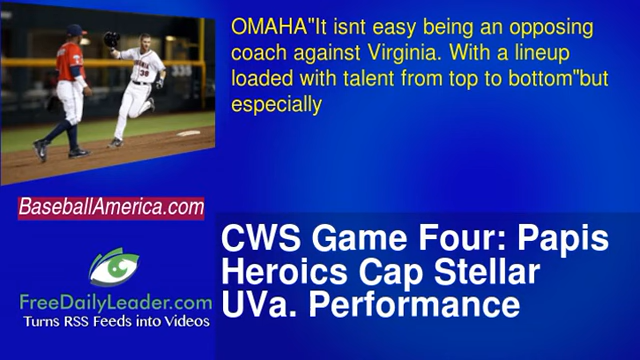 OMAHA"It isnt easy being an opposing
coach against Virginia. With a lineup
loaded with talent from top to bottom"but
especially
BaseballAmerica.com
CWS Game Four: Papis
Heroics Cap Stellar
UVa. Performance
FreeDailyLeader.com
Turns RSS Feeds into Videos
335
38